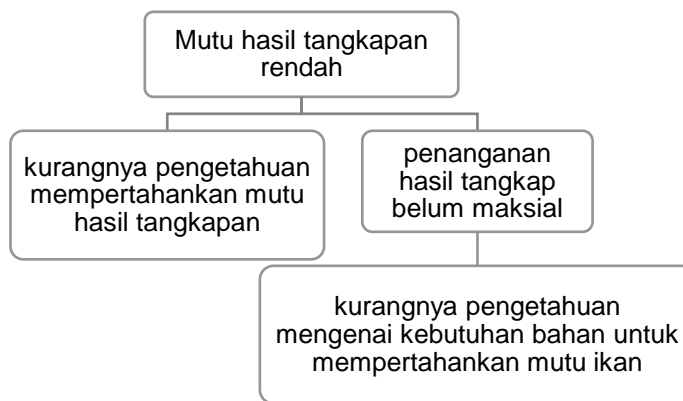 Mutu hasil tangkapan
rendah
kurangnya pengetahuan
mempertahankan mutu
hasil tangkapan
penanganan
hasil tangkap
belum maksial
kurangnya pengetahuan
mengenai kebutuhan bahan untuk
mempertahankan mutu ikan